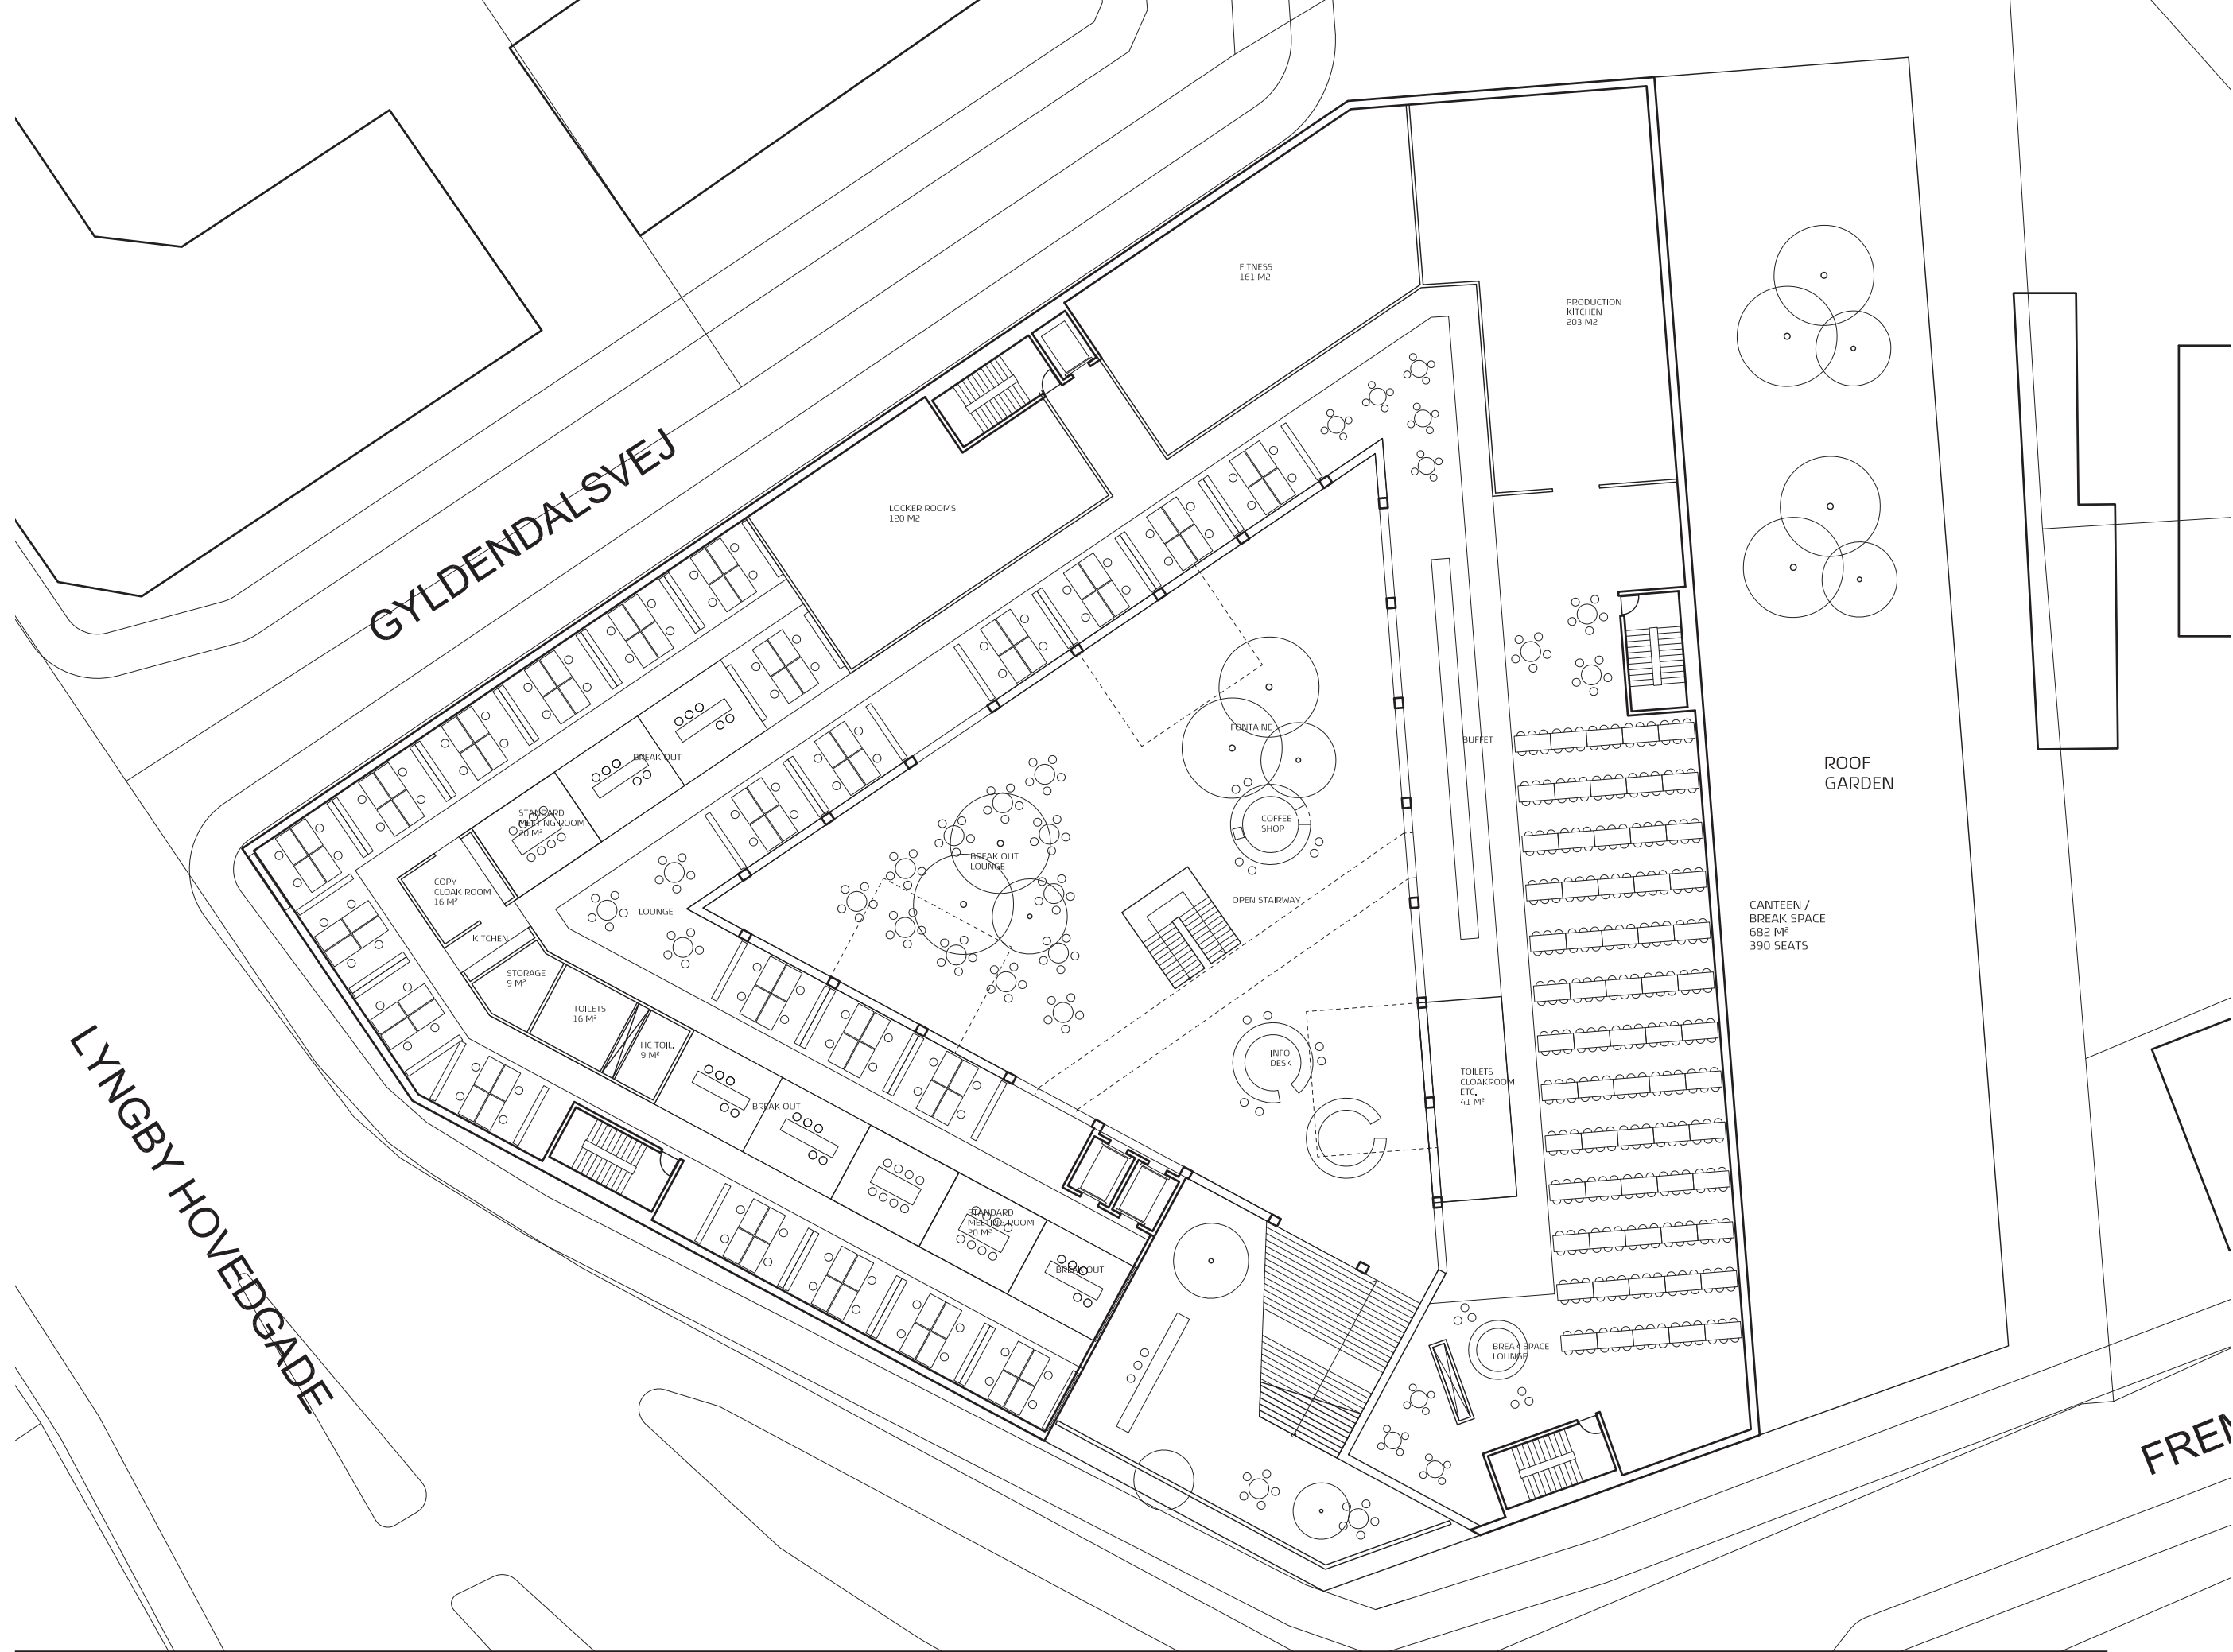 FITNESS
161 M2
PRODUCTION
KITCHEN
203 M2
GYLDENDALSVEJ
LOCKER ROOMS
120 M2
FONTAINE
BUFFET
BREAK OUT
ROOF
GARDEN
STANDARD
MEETING ROOM
20 M²
COFFEE
SHOP
BREAK OUT
LOUNGE
COPY
CLOAK ROOM
16 M²
LOUNGE
OPEN STAIRWAY
CANTEEN /
BREAK SPACE
682 M²
390 SEATS
KITCHEN
STORAGE
9 M²
TOILETS
16 M²
HC TOIL.
9 M²
INFO
DESK
TOILETS
CLOAKROOM
ETC.
41 M²
BREAK OUT
LYNGBY HOVEDGADE
STANDARD
MEETING ROOM
20 M²
BREAK OUT
BREAK SPACE
LOUNGE